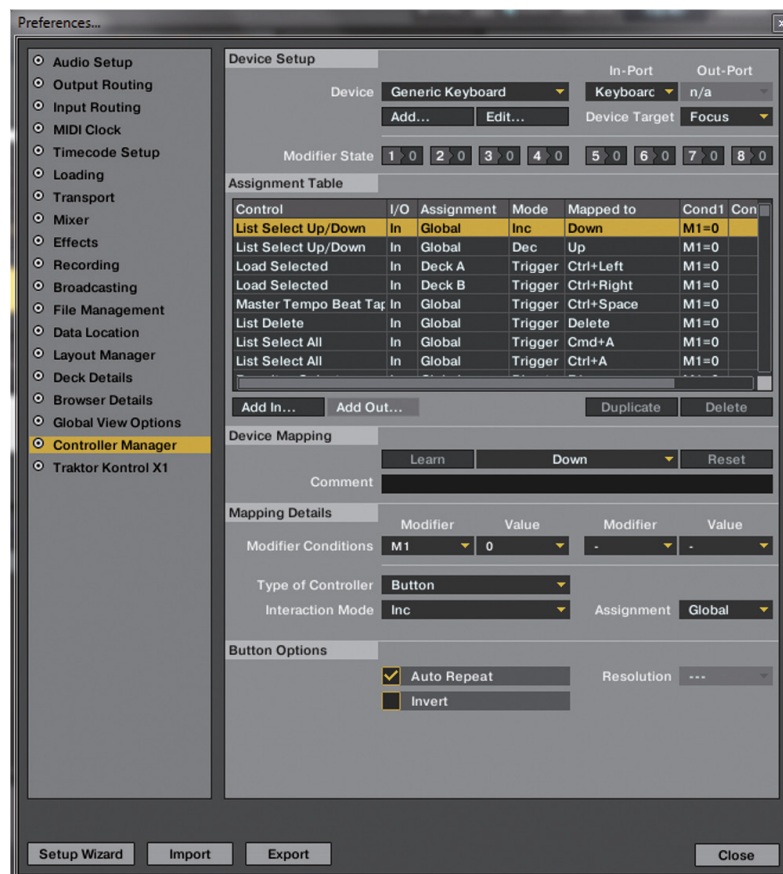 Preferences...
Audio Setup
Output Routing
Input Routing
MIDI Clock
Timecode Setup
Loading
Transport
Mixer
Effects
Recording
Broadcasting
File Management
Data Location
Layout Manager
Deck Details
Browser Details
Global View Options
Controller Manager
Traktor Kontrol X1
Device Setup
In-Port Out-Port
Device Generic Keyboard Keyboarc n/a
Add... Edit... Device Target Focus
Modifier State 1 0 2 0 3 0 4 0 5 0 6 0 7 0 8 0
Assignment Table
Control I/O Assignment Mode Mapped to Cond1 Con
List Select Up/Down In Global Inc Down M1=0
List Select Up/Down In Global Dec Up M1=0
Load Selected In Deck A Trigger Ctrl+Left M1=0
Load Selected In Deck B Trigger Ctrl+Right M1=0
Master Tempo Beat Tap In Global Trigger Ctrl+Space M1=0
List Delete In Global Trigger Delete M1=0
List Select All In Global Trigger Cmd+A M1=0
List Select All In Global Trigger Ctrl+A M1=0
Add In... Add Out... Duplicate Delete
Device Mapping
Learn Down Reset
Comment
Mapping Details
Modifier Value Modifier Value
Modifier Conditions M1 0 - -
Type of Controller Button
Interaction Mode Inc Assignment Global
Button Options
Auto Repeat Resolution ---
Invert
Setup Wizard Import Export Close